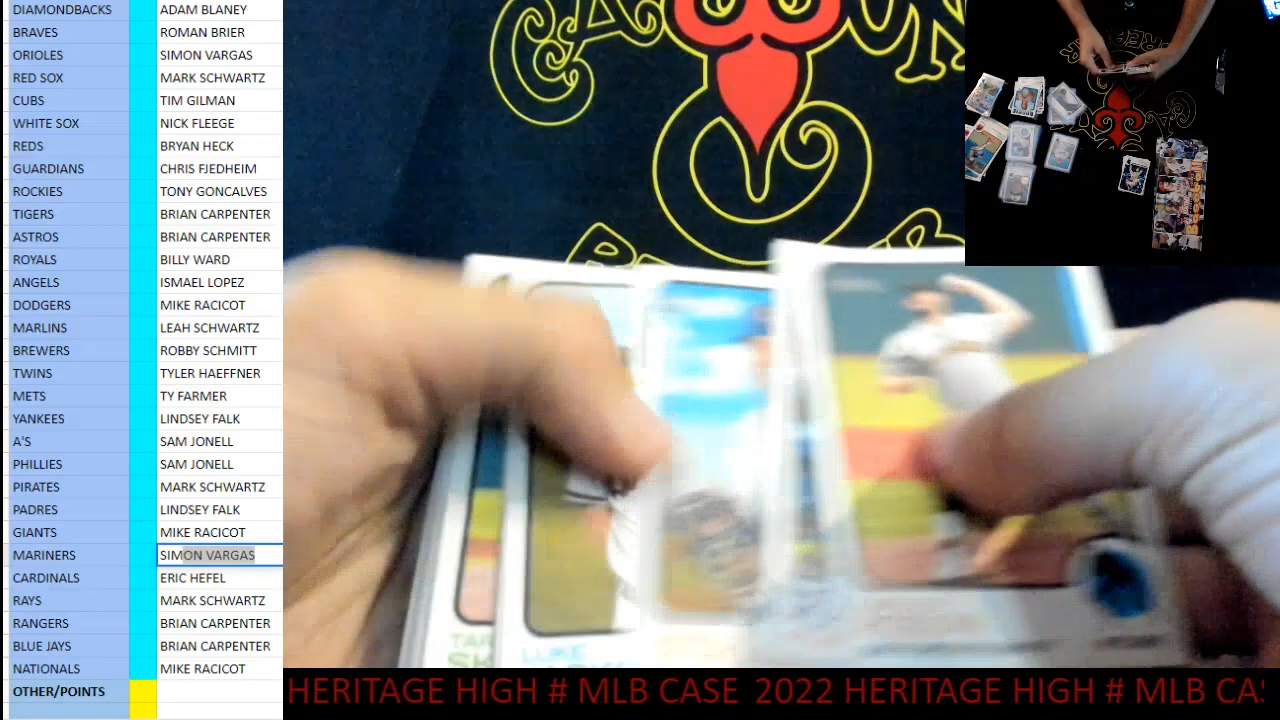 DIAMONDBACKS ADAM BLANEY
BRAVES ROMAN BRIER
ORIOLES SIMON VARGAS
RED SOX MARK SCHWARTZ
CUBS TIM GILMAN
WHITE SOX NICK FLEEGE
REDS BRYAN HECK
GUARDIANS CHRIS FJEDHEIM
ROCKIES TONY GONCALVES
TIGERS BRIAN CARPENTER
ASTROS BRIAN CARPENTER
ROYALS BILLY WARD
ANGELS ISMAEL LOPEZ
DODGERS MIKE RACICOT
MARLINS LEAH SCHWARTZ
BREWERS ROBBY SCHMITT
TWINS TYLER HAEFFNER
METS TY FARMER
YANKEES LINDSEY FALK
A'S SAM JONELL
PHILLIES SAM JONELL
PIRATES MARK SCHWARTZ
PADRES LINDSEY FALK
GIANTS MIKE RACICOT
MARINERS SIMON VARGAS
CARDINALS ERIC HEFEL
RAYS MARK SCHWARTZ
RANGERS BRIAN CARPENTER
BLUE JAYS BRIAN CARPENTER
NATIONALS MIKE RACICOT
OTHER/POINTS
LUKE
HERITAGE HIGH # MLB CASE 2022 HERITAGE HIGH # MLB CAS